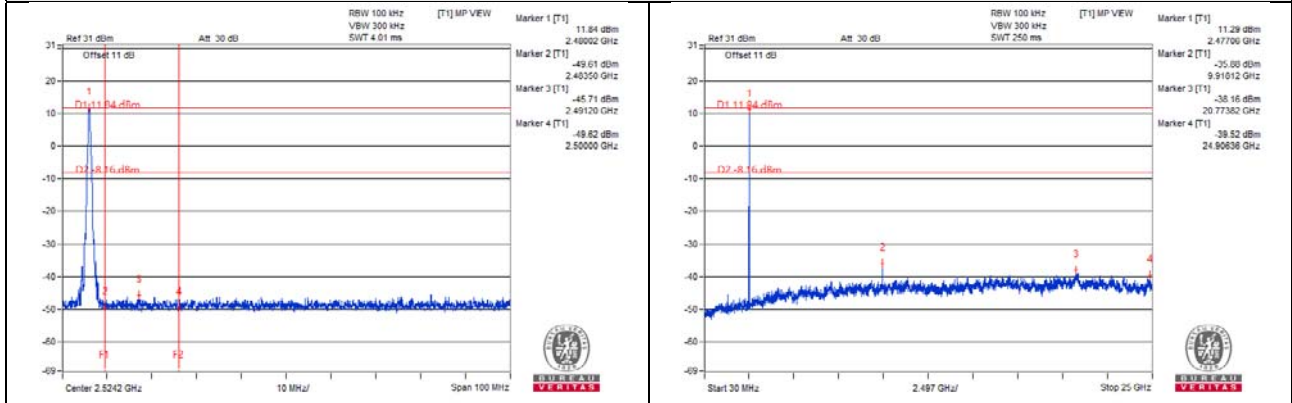 RBW 100 kHz
[T1] MP VIEW
VBW 300 kHz
Ref 31 dBm
Att 30 dB
SWT 4.01 ms
Offset 11 dB
Marker 1 [T1]
11.84 dBm
2.48002 GHz
Marker 2 [T1]
-49.61 dBm
2.48350 GHz
Marker 3 [T1]
-45.71 dBm
2.49120 GHz
Marker 4 [T1]
-49.62 dBm
2.50000 GHz
31
20
10
0
-10
-20
-30
-40
-50
-60
-69
1
D1 11.84 dBm
D2 -8.16 dBm
2
3
4
F1
F2
Center 2.5242 GHz
10 MHz/
Span 100 MHz
BUREAU VERITAS
1828
BUREAU
VERITAS
RBW 100 kHz
[T1] MP VIEW
VBW 300 kHz
Ref 31 dBm
Att 30 dB
SWT 250 ms
Offset 11 dB
Marker 1 [T1]
11.29 dBm
2.47706 GHz
Marker 2 [T1]
-35.88 dBm
9.91812 GHz
Marker 3 [T1]
-38.16 dBm
20.77382 GHz
Marker 4 [T1]
-39.52 dBm
24.90636 GHz
31
20
10
0
-10
-20
-30
-40
-50
-60
-69
1
D1 11.84 dBm
D2 -8.16 dBm
2
3
4
Start 30 MHz
2.497 GHz/
Stop 25 GHz
BUREAU VERITAS
1828
BUREAU
VERITAS